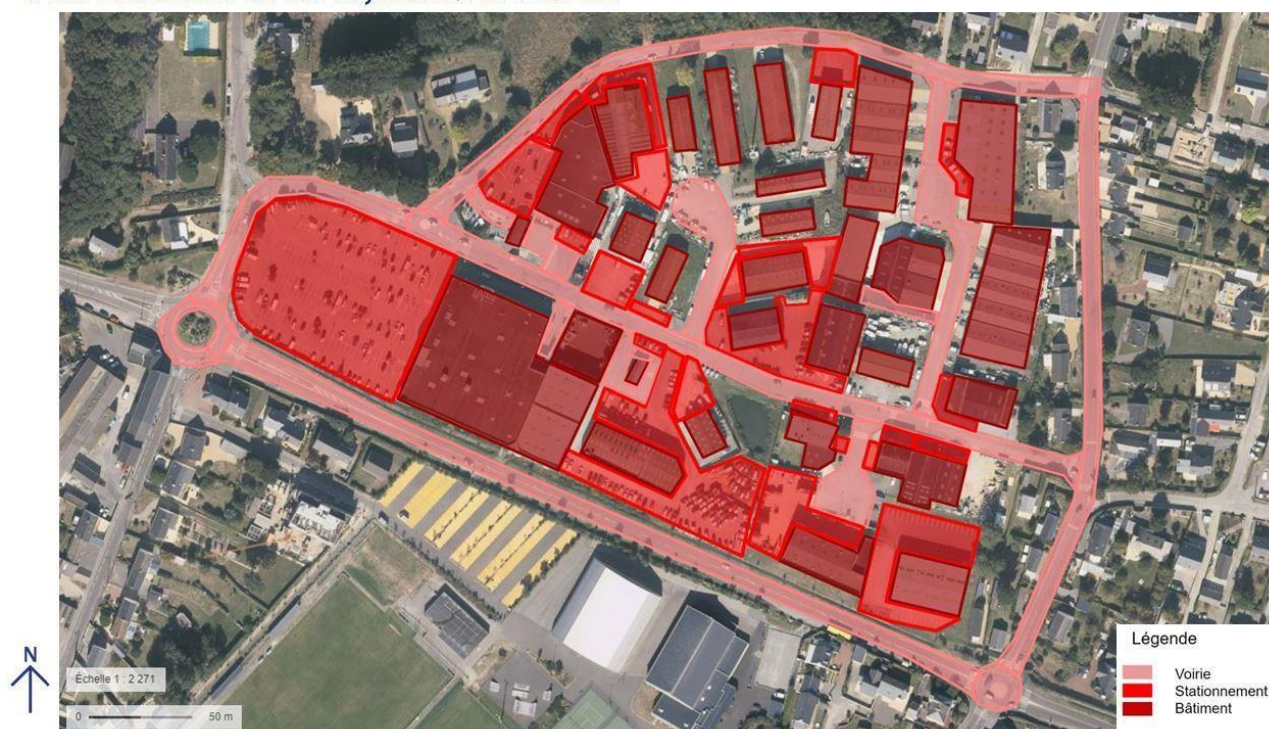 N
Échelle 1 : 2 271
0 50 m
Légende
Voirie
Stationnement
Bâtiment